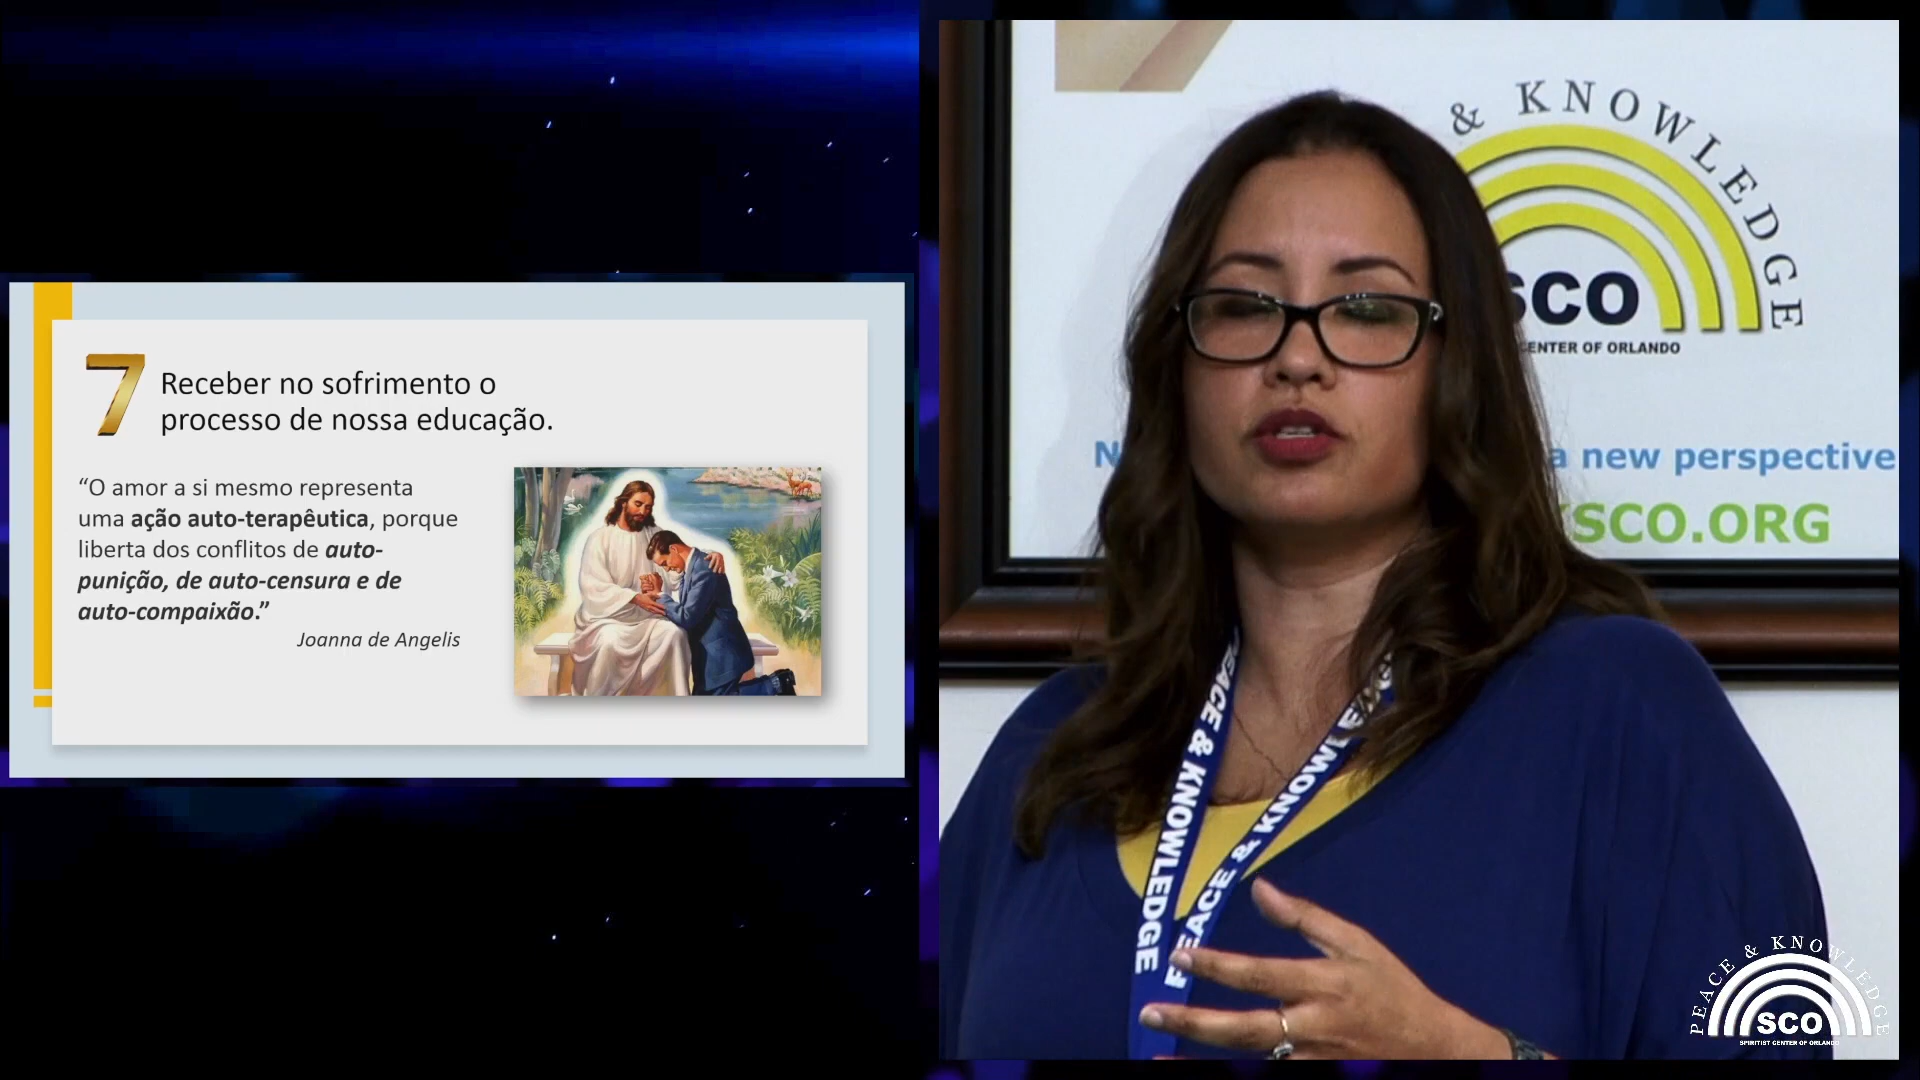 7 Receber no sofrimento o
processo de nossa educação.
“O amor a si mesmo representa
uma ação auto-terapêutica, porque
liberta dos conflitos de auto-
punição, de auto-censura e de
auto-compaixão.”
Joanna de Angelis
& KNOWLEDGE
SCO
CENTER OF ORLANDO
a new perspective
SCO.ORG
PEACE & KNOWLEDGE
PEACE & KNOWLEDGE
PEACE & KNOWLEDGE
SCO
SPIRITIST CENTER OF ORLANDO